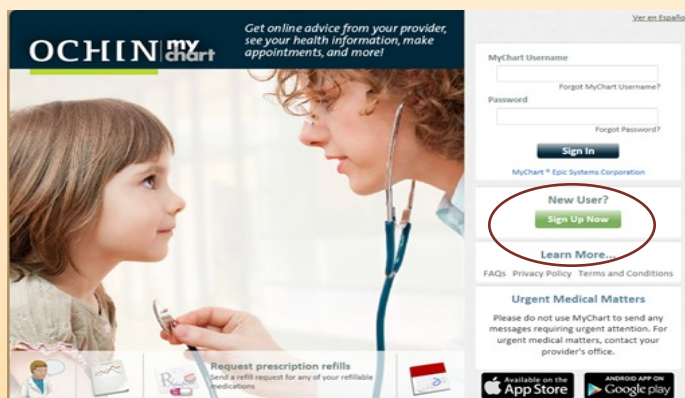 Ver en Español
OCHIN my chart
Get online advice from your provider,
see your health information, make
appointments, and more!
MyChart Username
Forgot MyChart Username?
Password
Forgot Password?
Sign In
MyChart ® Epic Systems Corporation
New User?
Sign Up Now
Learn More...
FAQs Privacy Policy Terms and Conditions
Urgent Medical Matters
Please do not use MyChart to send any
messages requiring urgent attention. For
urgent medical matters, contact your
provider's office.
Request prescription refills
Send a refill request for any of your refillable
medications
Available on the
App Store
ANDROID APP ON
Google play